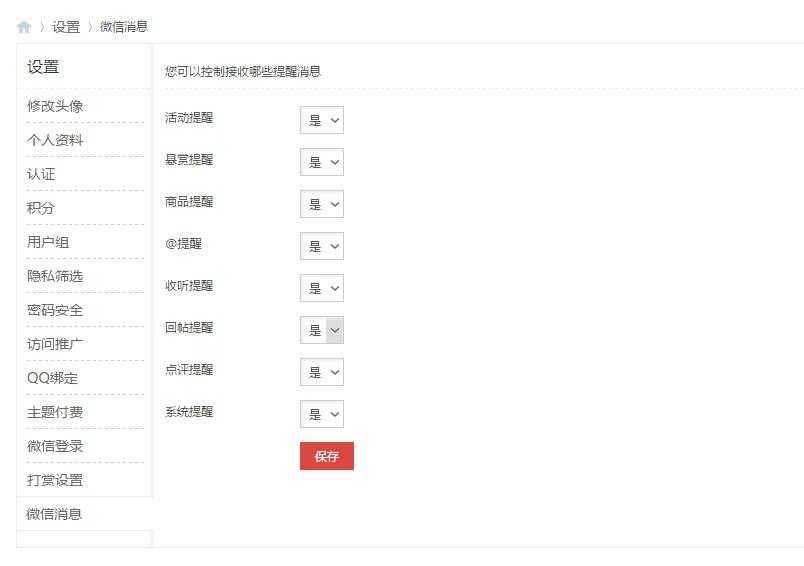 设置 微信消息
设置
修改头像
个人资料
认证
积分
用户组
隐私筛选
密码安全
访问推广
QQ绑定
主题付费
微信登录
打赏设置
微信消息
您可以控制接收哪些提醒消息
活动提醒 是
悬赏提醒 是
商品提醒 是
@提醒 是
收听提醒 是
回帖提醒 是
点评提醒 是
系统提醒 是
保存